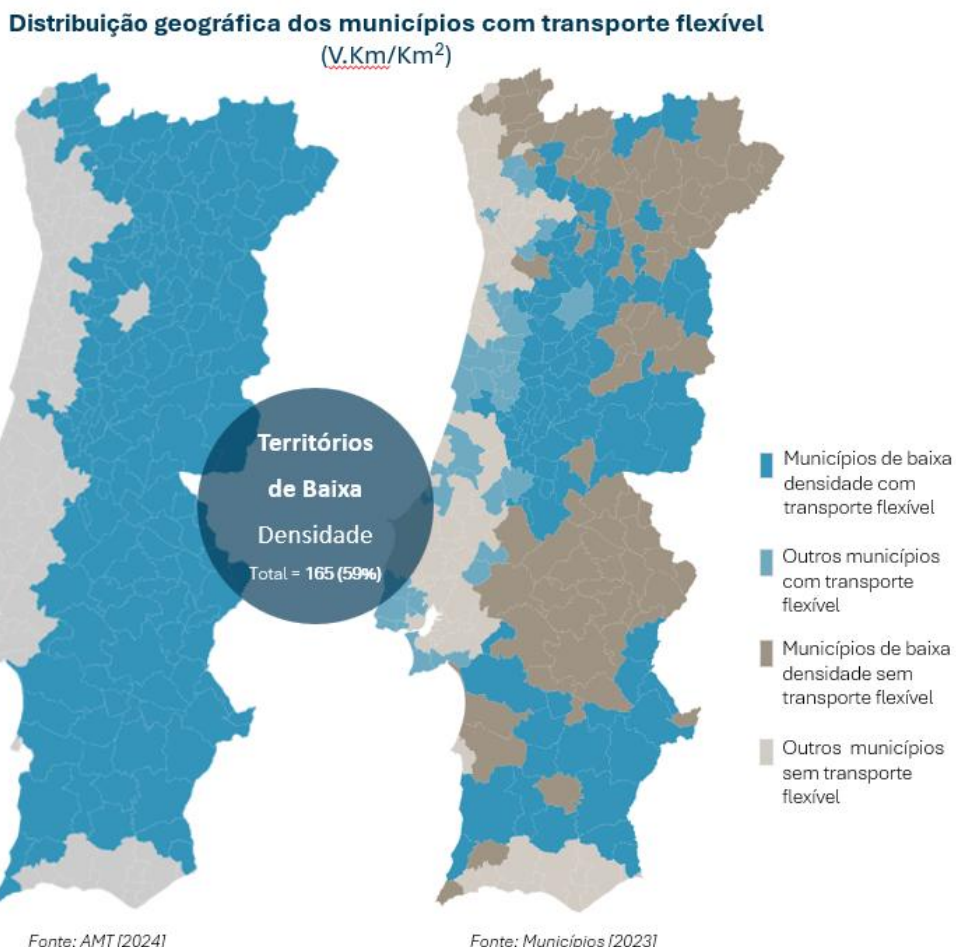 Distribuição geográfica dos municípios com transporte flexível
(V.Km/Km²)
Territórios
de Baixa
Densidade
Total = 165 (59%)
Municípios de baixa
densidade com
transporte flexível
Outros municípios
com transporte
flexível
Municípios de baixa
densidade sem
transporte flexível
Outros municípios
sem transporte
flexível
Fonte: AMT [2024]
Fonte: Municípios [2023]